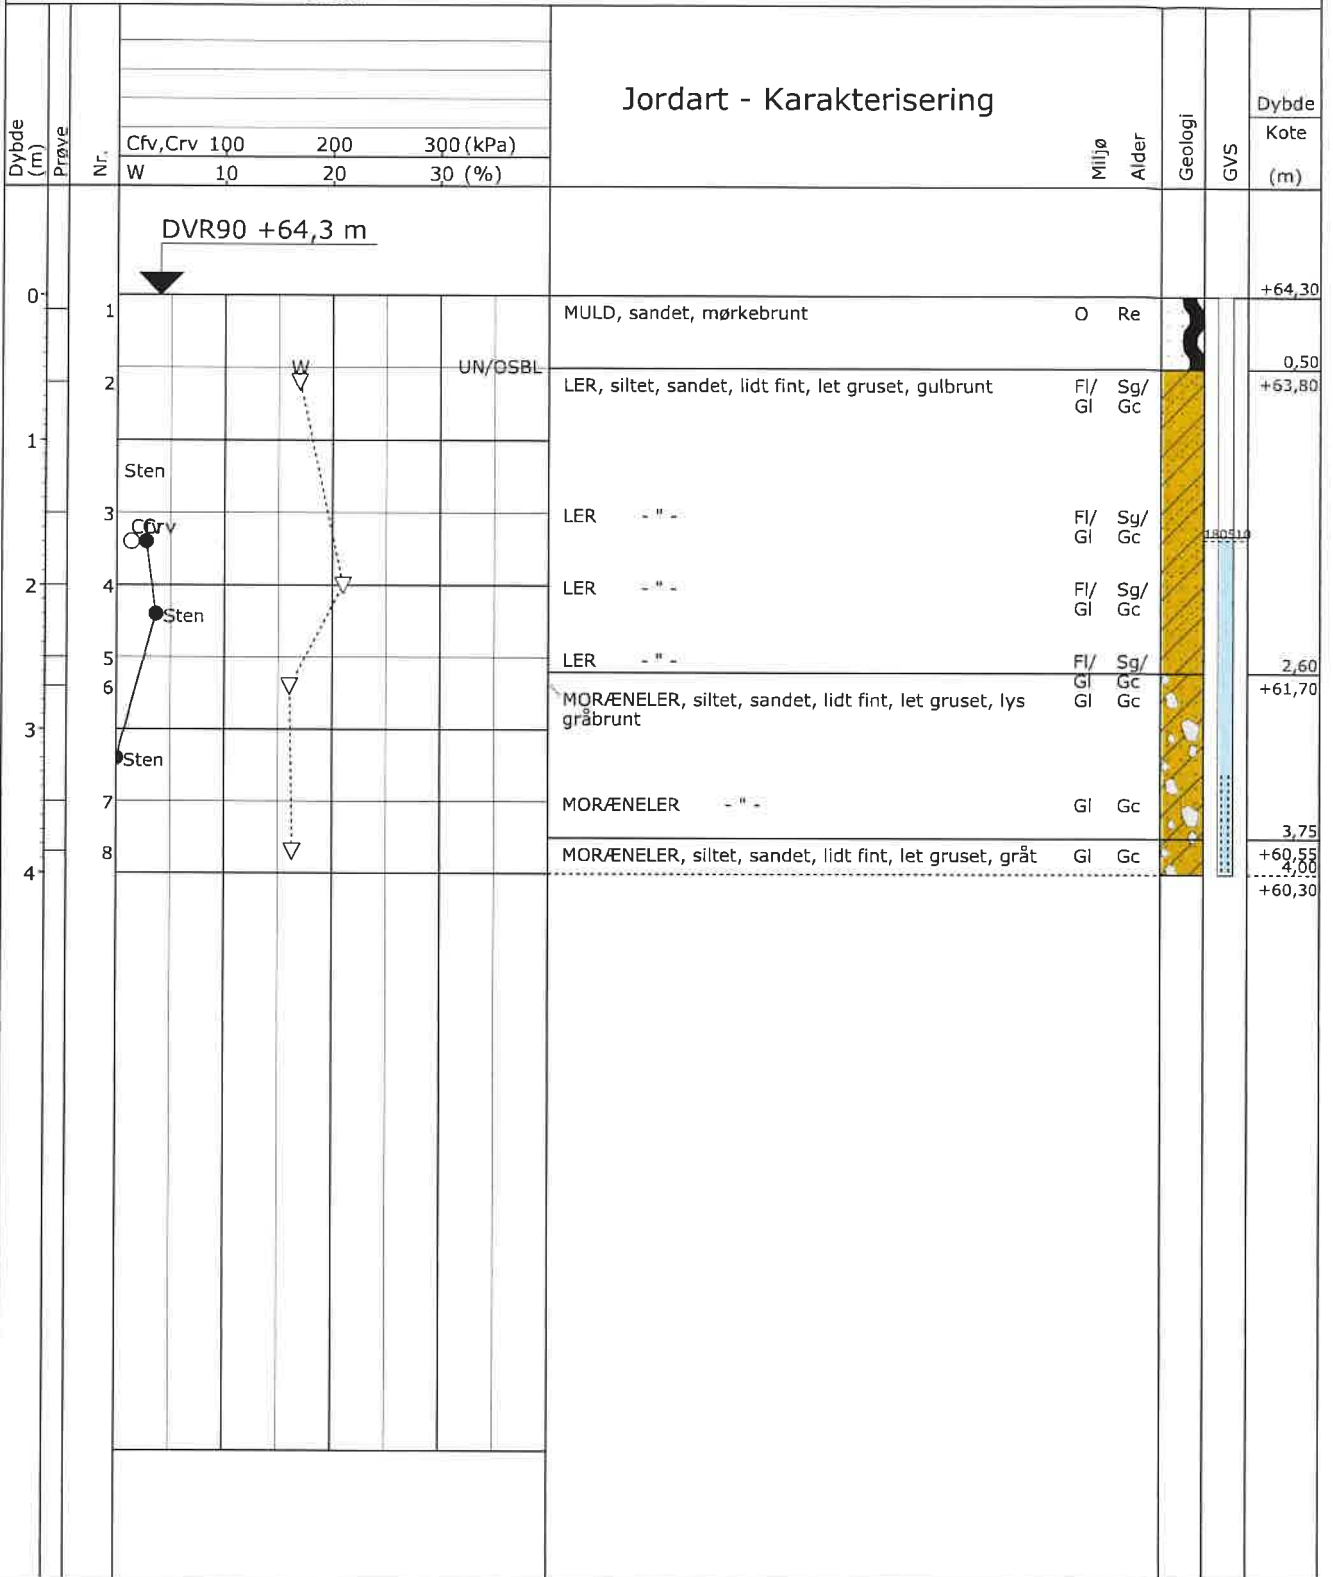 Jordart - Karakterisering
Dybde (m)
Prøve
Nr.
Cfv,Crv 100 200 300 (kPa)
W 10 20 30 (%)
Miljø
Alder
Geologi
GVS
Dybde
Kote
(m)
DVR90 +64,3 m
0
+64,30
1 MULD, sandet, mørkebrunt O Re
W UN/OSBL
0,50
2 LER, siltet, sandet, lidt fint, let gruset, gulbrunt Fl/ Sg/
Gl Gc
+63,80
1
Sten
3 LER - " - Fl/ Sg/
Gl Gc
180510
2
4 LER - " - Fl/ Sg/
Gl Gc
Sten
5 LER - " - Fl/ Sg/
Gl Gc
2,60
+61,70
6 MORÆNELER, siltet, sandet, lidt fint, let gruset, lys Gl Gc
gråbrunt
3
Sten
7 MORÆNELER - " - Gl Gc
3,75
8 MORÆNELER, siltet, sandet, lidt fint, let gruset, gråt Gl Gc
+60,55
4
4,00
+60,30